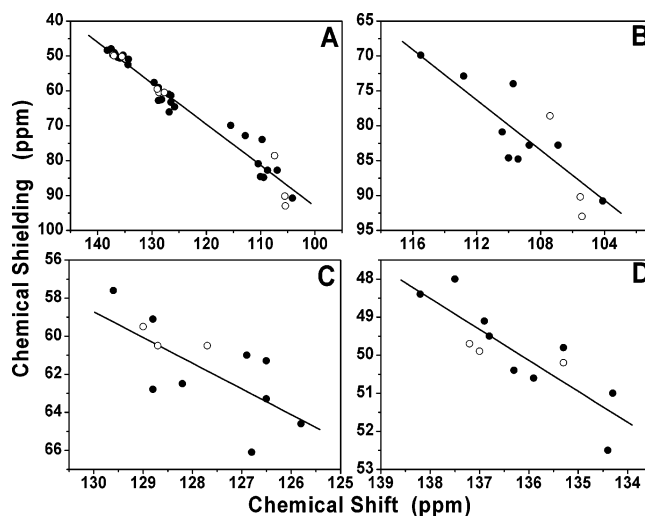 Chemical Shielding (ppm)
A
40
50
60
70
80
90
100
140 130 120 110 100
B
65
70
75
80
85
90
95
116 112 108 104
C
56
58
60
62
64
66
130 129 128 127 126 125
D
47
48
49
50
51
52
53
139 138 137 136 135 134
Chemical Shift (ppm)